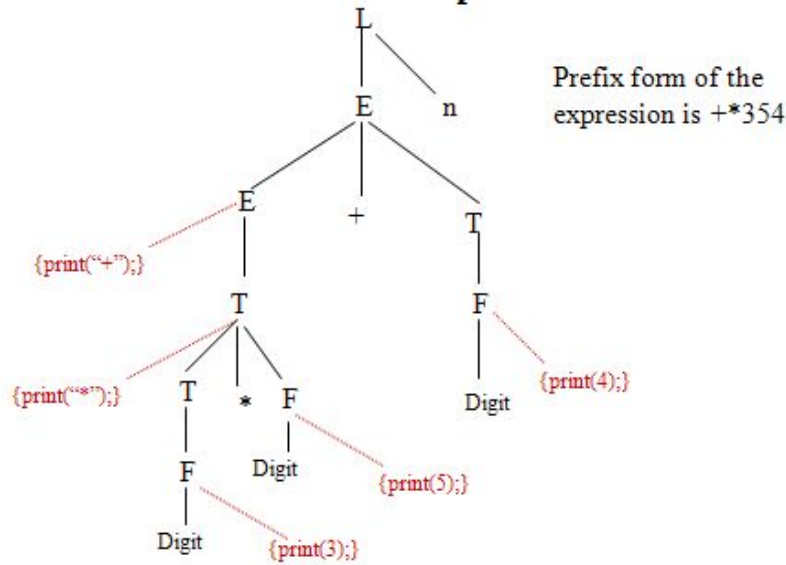 L
Prefix form of the
expression is +*354
E n
E + T
{print(“+”);}
T F
{print(“*”);} T * F Digit {print(4);}
F Digit {print(5);}
Digit {print(3);}